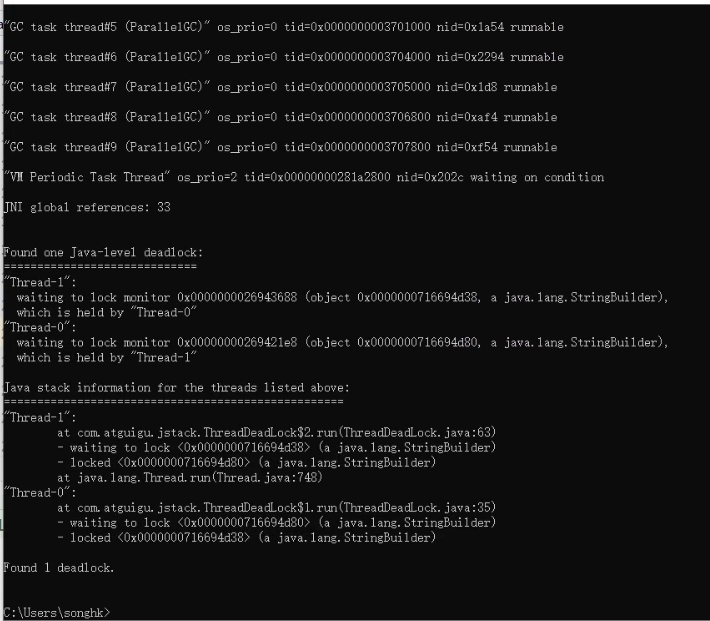 "GC task thread#5 (ParallelGC)" os_prio=0 tid=0x0000000003701000 nid=0x1a54 runnable
"GC task thread#6 (ParallelGC)" os_prio=0 tid=0x0000000003704000 nid=0x2294 runnable
"GC task thread#7 (ParallelGC)" os_prio=0 tid=0x0000000003705000 nid=0x1d8 runnable
"GC task thread#8 (ParallelGC)" os_prio=0 tid=0x0000000003706800 nid=0xaf4 runnable
"GC task thread#9 (ParallelGC)" os_prio=0 tid=0x0000000003707800 nid=0xf54 runnable
"VM Periodic Task Thread" os_prio=2 tid=0x00000000281a2800 nid=0x202c waiting on condition
JNI global references: 33
Found one Java-level deadlock:
=============================
"Thread-1":
waiting to lock monitor 0x0000000026943688 (object 0x0000000716694d38, a java.lang.StringBuilder),
which is held by "Thread-0"
"Thread-0":
waiting to lock monitor 0x00000000269421e8 (object 0x0000000716694d80, a java.lang.StringBuilder),
which is held by "Thread-1"
Java stack information for the threads listed above:
===================================================
"Thread-1":
at com.atguigu.jstack.ThreadDeadLock$2.run(ThreadDeadLock.java:63)
- waiting to lock <0x0000000716694d38> (a java.lang.StringBuilder)
- locked <0x0000000716694d80> (a java.lang.StringBuilder)
at java.lang.Thread.run(Thread.java:748)
"Thread-0":
at com.atguigu.jstack.ThreadDeadLock$1.run(ThreadDeadLock.java:35)
- waiting to lock <0x0000000716694d80> (a java.lang.StringBuilder)
- locked <0x0000000716694d38> (a java.lang.StringBuilder)
Found 1 deadlock.
C:\Users\songhk>